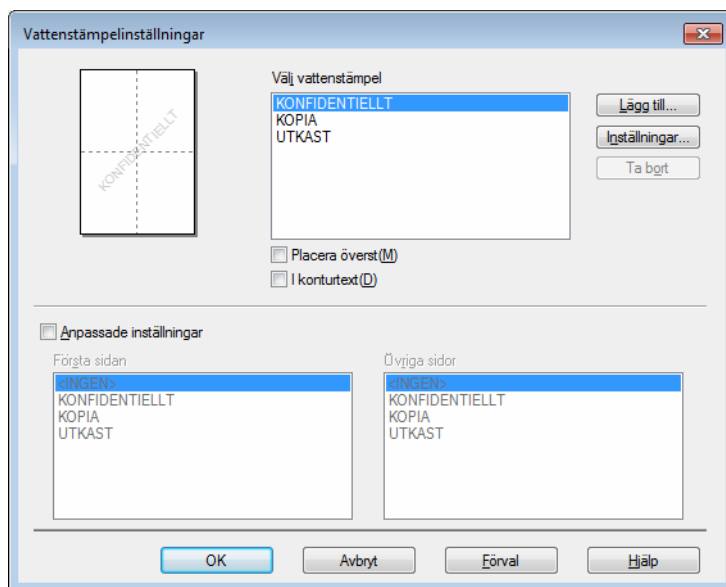 Vattenstämpelinställningar
KONFIDENTIELLT
Välj vattenstämpel
KONFIDENTIELLT
KOPIA
UTKAST
Lägg till...
Inställningar...
Ta bort
Placera överst(M)
I konturtext(D)
Anpassade inställningar
Första sidan
<INGEN>
KONFIDENTIELLT
KOPIA
UTKAST
Övriga sidor
<INGEN>
KONFIDENTIELLT
KOPIA
UTKAST
OK
Avbryt
Förval
Hjälp